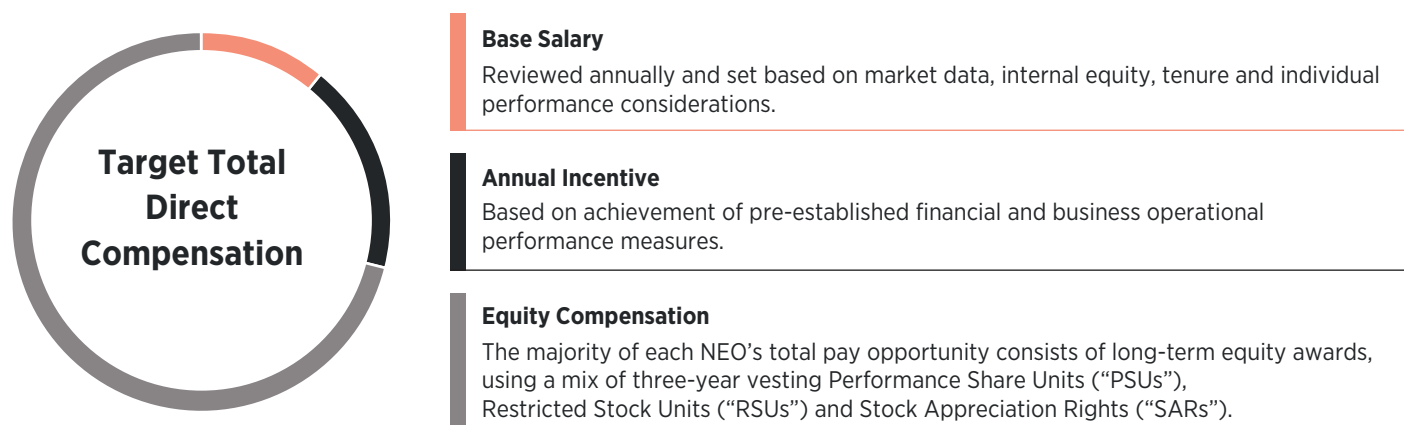 Target Total
Direct
Compensation
Base Salary
Reviewed annually and set based on market data, internal equity, tenure and individual
performance considerations.
Annual Incentive
Based on achievement of pre-established financial and business operational
performance measures.
Equity Compensation
The majority of each NEO’s total pay opportunity consists of long-term equity awards,
using a mix of three-year vesting Performance Share Units (“PSUs”),
Restricted Stock Units (“RSUs”) and Stock Appreciation Rights (“SARs”).